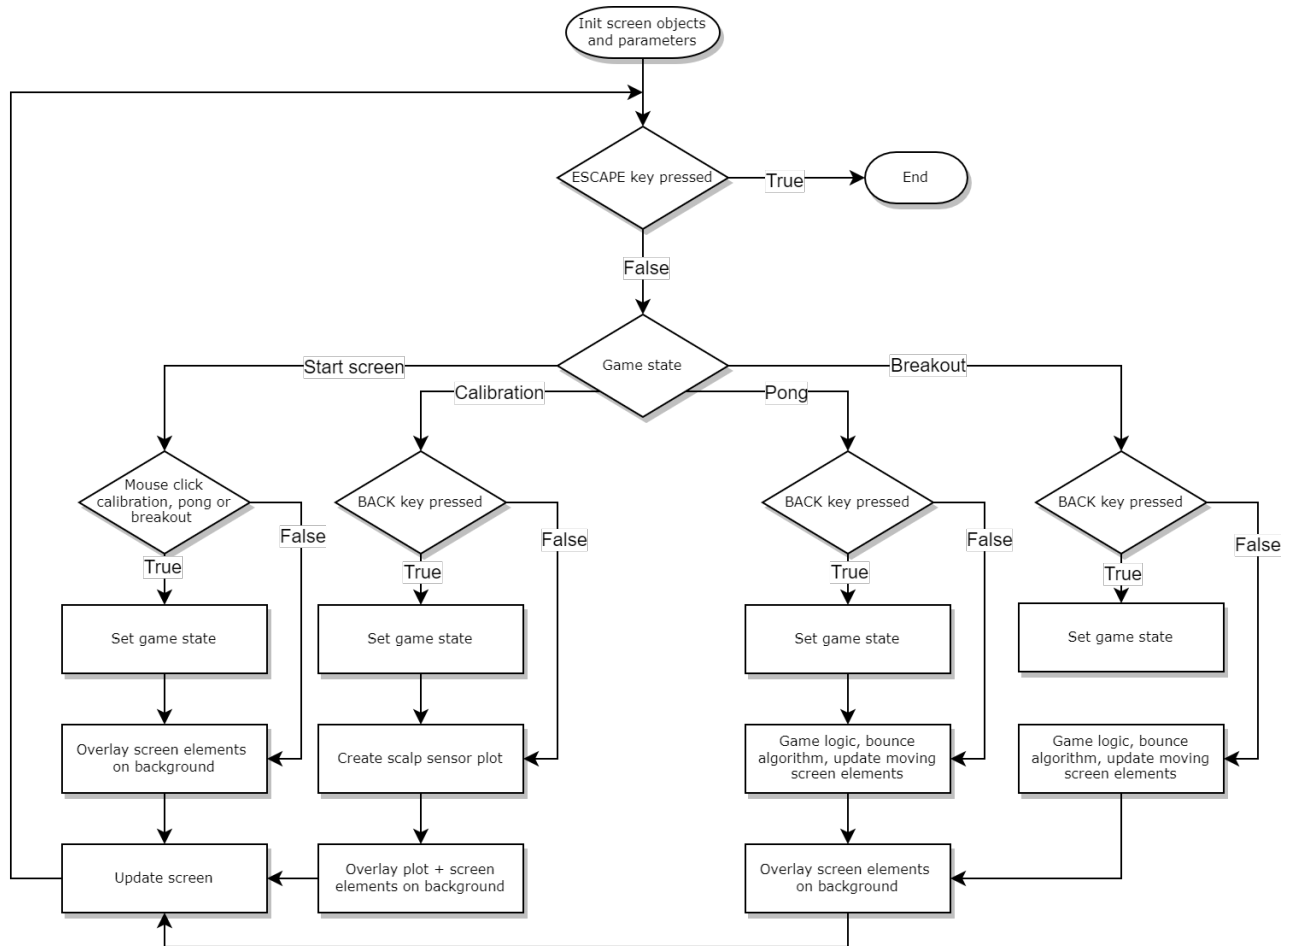 Init screen objects
and parameters
ESCAPE key pressed
True
End
False
Game state
Start screen
Breakout
Calibration
Pong
Mouse click
calibration, pong or
breakout
BACK key pressed
BACK key pressed
BACK key pressed
False
False
False
False
True
True
True
True
Set game state
Set game state
Set game state
Set game state
Overlay screen elements
on background
Create scalp sensor plot
Game logic, bounce
algorithm, update moving
screen elements
Game logic, bounce
algorithm, update moving
screen elements
Update screen
Overlay plot + screen
elements on background
Overlay screen elements
on background